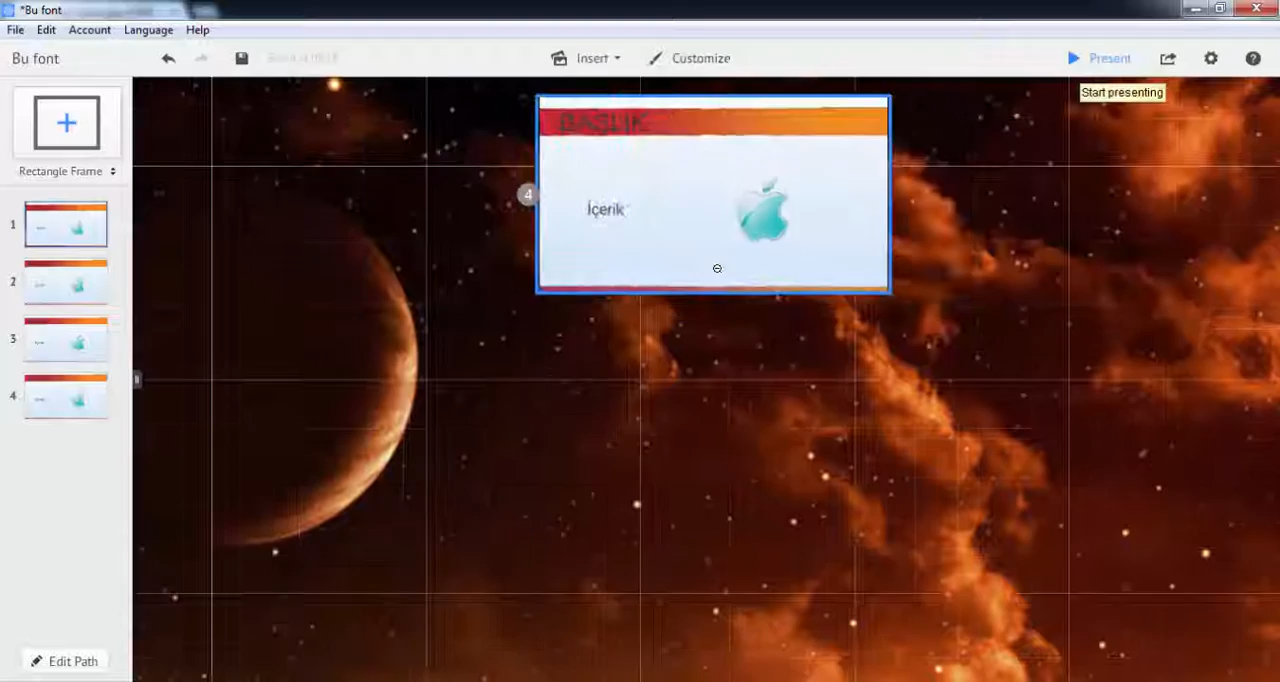 *Bu font
File Edit Account Language Help
Bu font
Insert Customize
Present
Start presenting
Rectangle Frame
1
2
3
4
4
BAŞLIK
İçerik
Edit Path